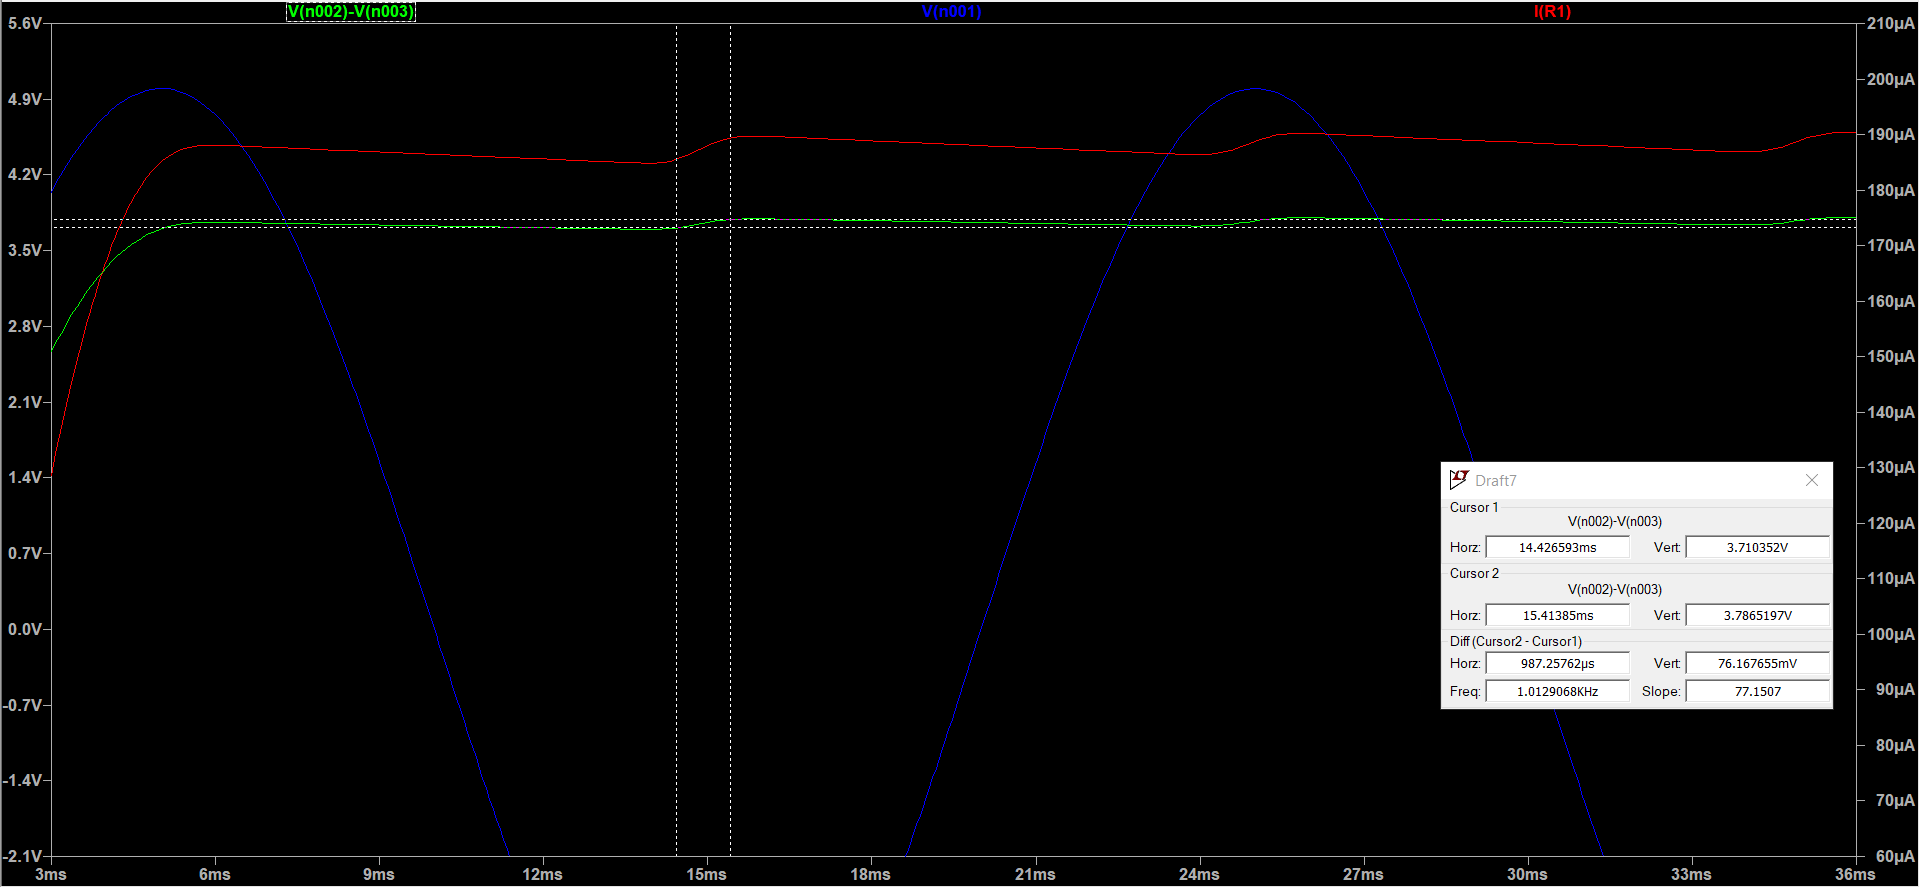 V(n002)-V(n003) V(n001) I(R1)
5.6V 210µA
200µA
4.9V
190µA
4.2V 180µA
3.5V 170µA
160µA
2.8V
150µA
2.1V 140µA
1.4V 130µA
120µA
0.7V
110µA
0.0V 100µA
90µA
-0.7V
80µA
-1.4V
70µA
-2.1V 60µA
3ms 6ms 9ms 12ms 15ms 18ms 21ms 24ms 27ms 30ms 33ms 36ms
Draft7
Cursor 1
V(n002)-V(n003)
Horz: 14.426593ms Vert: 3.710352V
Cursor 2
V(n002)-V(n003)
Horz: 15.41385ms Vert: 3.7865197V
Diff (Cursor2 - Cursor1)
Horz: 987.25762µs Vert: 76.167655mV
Freq: 1.0129068KHz Slope: 77.1507